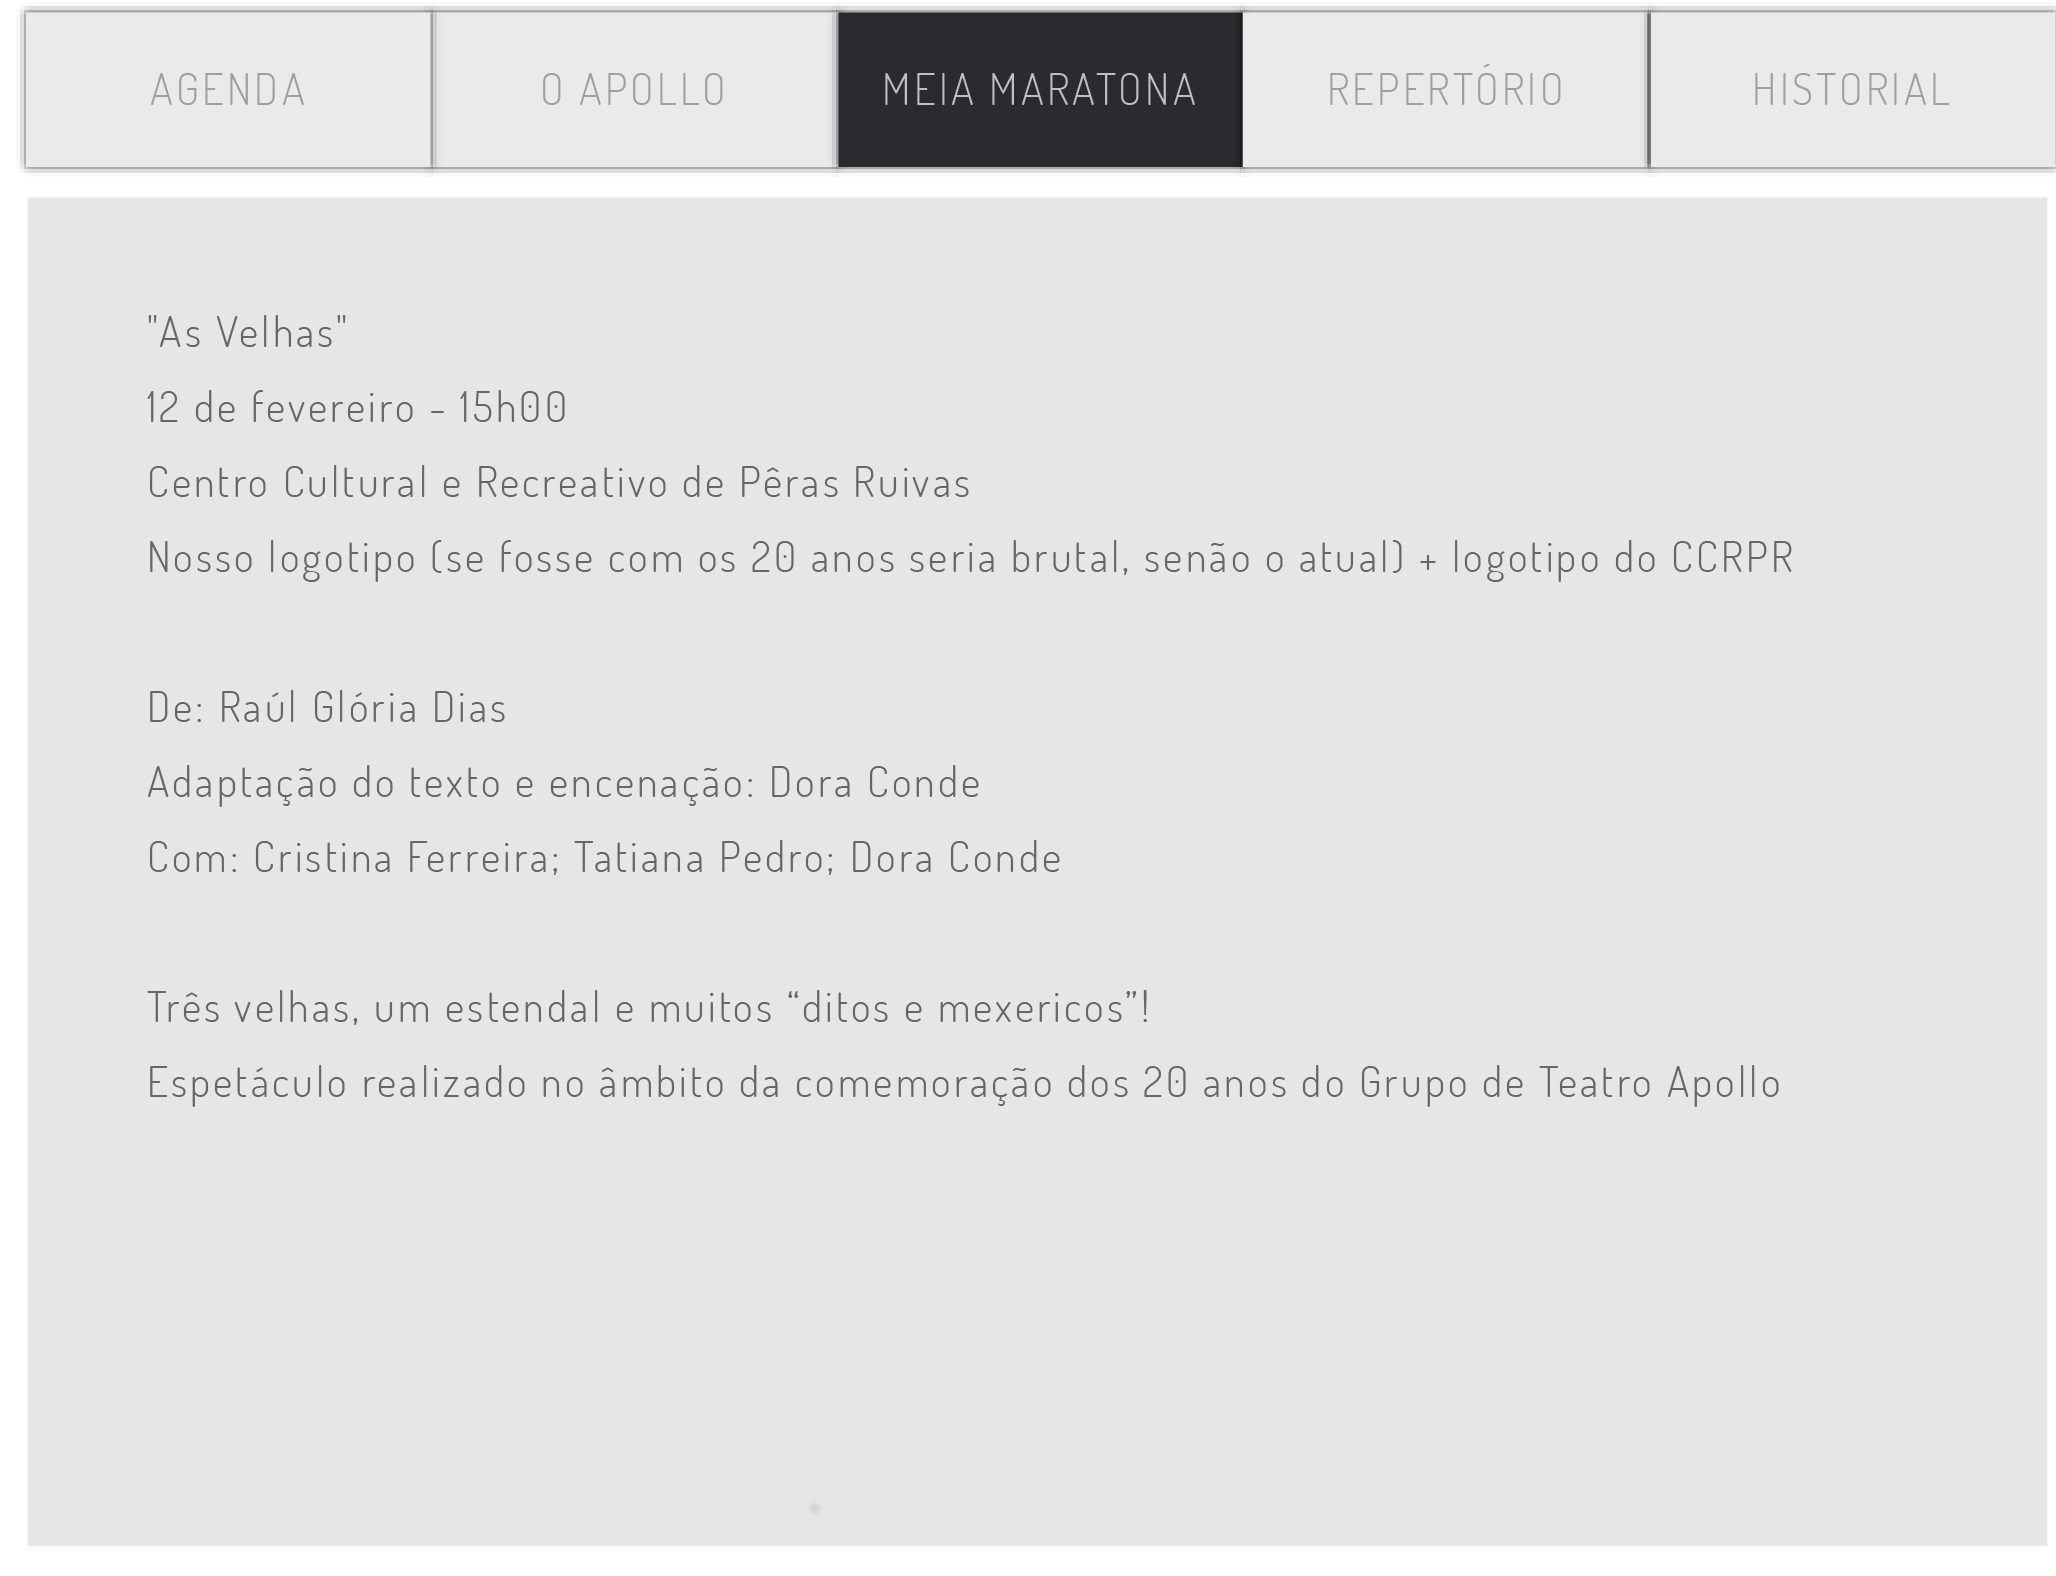 AGENDA
O APOLLO
MEIA MARATONA
REPERTÓRIO
HISTORIAL
"As Velhas"
12 de fevereiro - 15h00
Centro Cultural e Recreativo de Pêras Ruivas
Nosso logotipo (se fosse com os 20 anos seria brutal, senão o atual) + logotipo do CCRPR
De: Raúl Glória Dias
Adaptação do texto e encenação: Dora Conde
Com: Cristina Ferreira; Tatiana Pedro; Dora Conde
Três velhas, um estendal e muitos “ditos e mexericos”!
Espetáculo realizado no âmbito da comemoração dos 20 anos do Grupo de Teatro Apollo